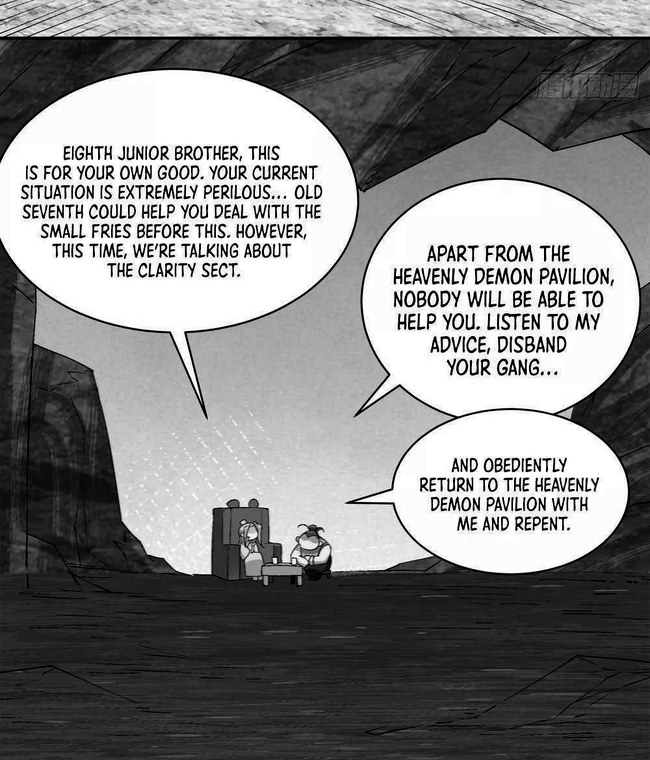 EIGHTH JUNIOR BROTHER, THIS
IS FOR YOUR OWN GOOD. YOUR CURRENT
SITUATION IS EXTREMELY PERILOUS... OLD
SEVENTH COULD HELP YOU DEAL WITH THE
SMALL FRIES BEFORE THIS. HOWEVER,
THIS TIME, WE'RE TALKING ABOUT
THE CLARITY SECT.
APART FROM THE
HEAVENLY DEMON PAVILION,
NOBODY WILL BE ABLE TO
HELP YOU. LISTEN TO MY
ADVICE, DISBAND
YOUR GANG...
AND OBEDIENTLY
RETURN TO THE HEAVENLY
DEMON PAVILION WITH
ME AND REPENT.